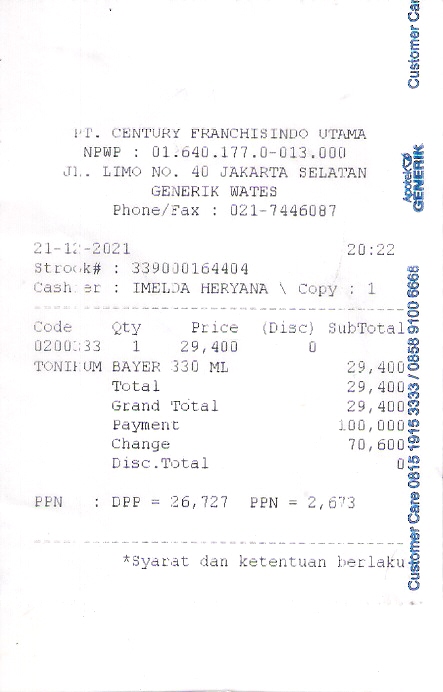 PT. CENTURY FRANCHISINDO UTAMA
NPWP : 01.640.177.0-013.000
JL. LIMO NO. 40 JAKARTA SELATAN
GENERIK WATES
Phone/Fax : 021-7446087
21-12-2021 20:22
Strook# : 339000164404
Cashier : IMELDA HERYANA \ Copy : 1
Code Qty Price (Disc) SubTotal
1 29,400 0
BAYER 330 ML 29,400
Total 29,400
Grand Total 29,400
Payment 100,000
Change 70,600
Disc.Total 0
PPN : DPP = 26,727 PPN = 2,673
*Syarat dan ketentuan berlaku
Customer Care 0815 1915 3333 / 0858 9100 6668
Apotek
GENERIK
Customer Car